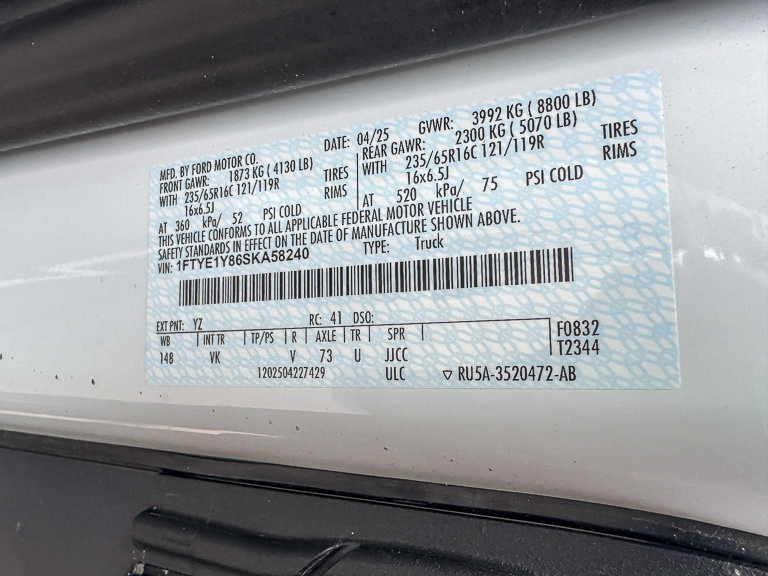 MFD. BY FORD MOTOR CO. DATE: 04/25 GVWR: 3992 KG ( 8800 LB)
FRONT GAWR: 1873 KG ( 4130 LB) REAR GAWR: 2300 KG ( 5070 LB)
WITH 235/65R16C 121/119R TIRES WITH 235/65R16C 121/119R TIRES
16x6.5J RIMS 16x6.5J RIMS
AT 360 kPa/ 52 PSI COLD AT 520 kPa/ 75 PSI COLD
THIS VEHICLE CONFORMS TO ALL APPLICABLE FEDERAL MOTOR VEHICLE
SAFETY STANDARDS IN EFFECT ON THE DATE OF MANUFACTURE SHOWN ABOVE.
VIN: 1FTYE1Y86SKA58240 TYPE: Truck
EXT PNT: YZ RC: 41 DSO:
WB INT TR TP/PS R AXLE TR SPR F0832
148 VK V 73 U JJCC T2344
1202504227429 ULC ▽ RU5A-3520472-AB